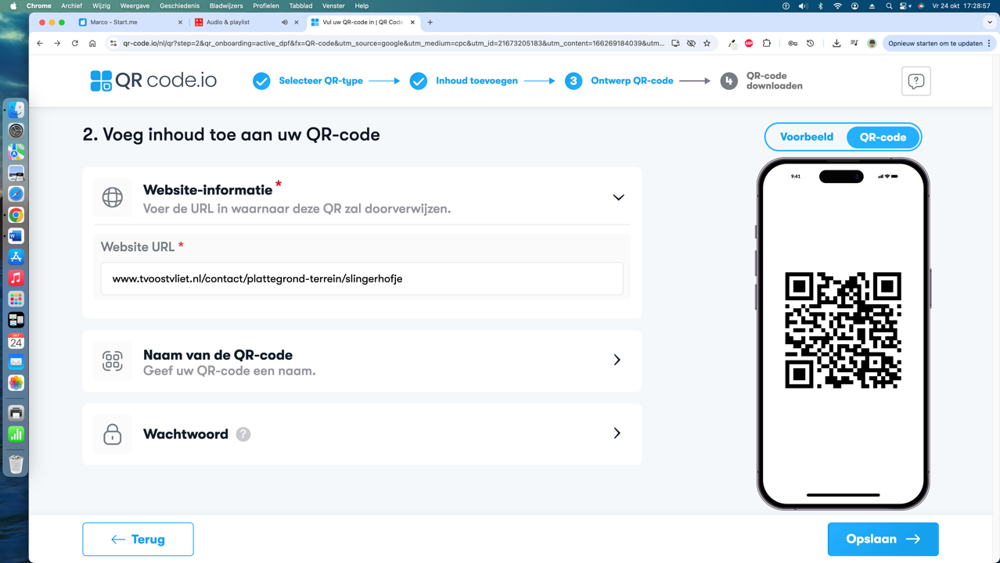 Chrome Archief Wijzig Weergave Geschiedenis Bladwijzers Profielen Tabblad Venster Help Vr 24 okt 17:28:57
Marco - Start.me
Audio & playlist
Vul uw QR-code in | QR Code
qr-code.io/nl/qr?step=2&qr_onboarding=active_dpf&fx=QR-code&utm_source=google&utm_medium=cpc&utm_id=21673205183&utm_content=166269184039&utm...
ABP
Opnieuw starten om te updaten
QR code.io
Selecteer QR-type
Inhoud toevoegen
3 Ontwerp QR-code
4 QR-code
downloaden
?
2. Voeg inhoud toe aan uw QR-code
Voorbeeld QR-code
Website-informatie *
Voer de URL in waarnaar deze QR zal doorverwijzen.
Website URL *
www.tvoostvliet.nl/contact/plattegrond-terrein/slingerhofje
Naam van de QR-code
Geef uw QR-code een naam.
Wachtwoord ?
9:41
OKT
24
W
Terug
Opslaan